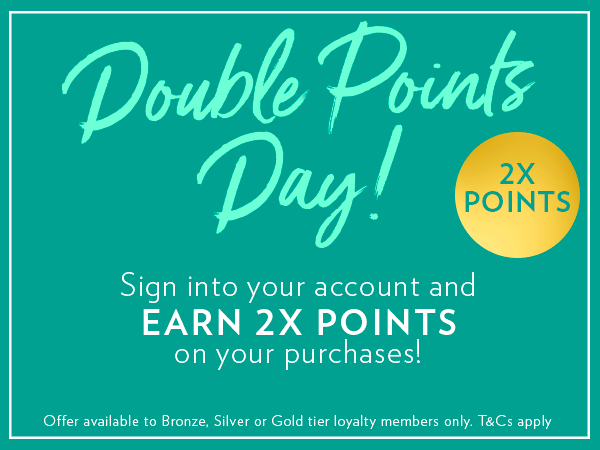 Double Points
Day!
2X
POINTS
Sign into your account and
EARN 2X POINTS
on your purchases!
Offer available to Bronze, Silver or Gold tier loyalty members only. T&Cs apply